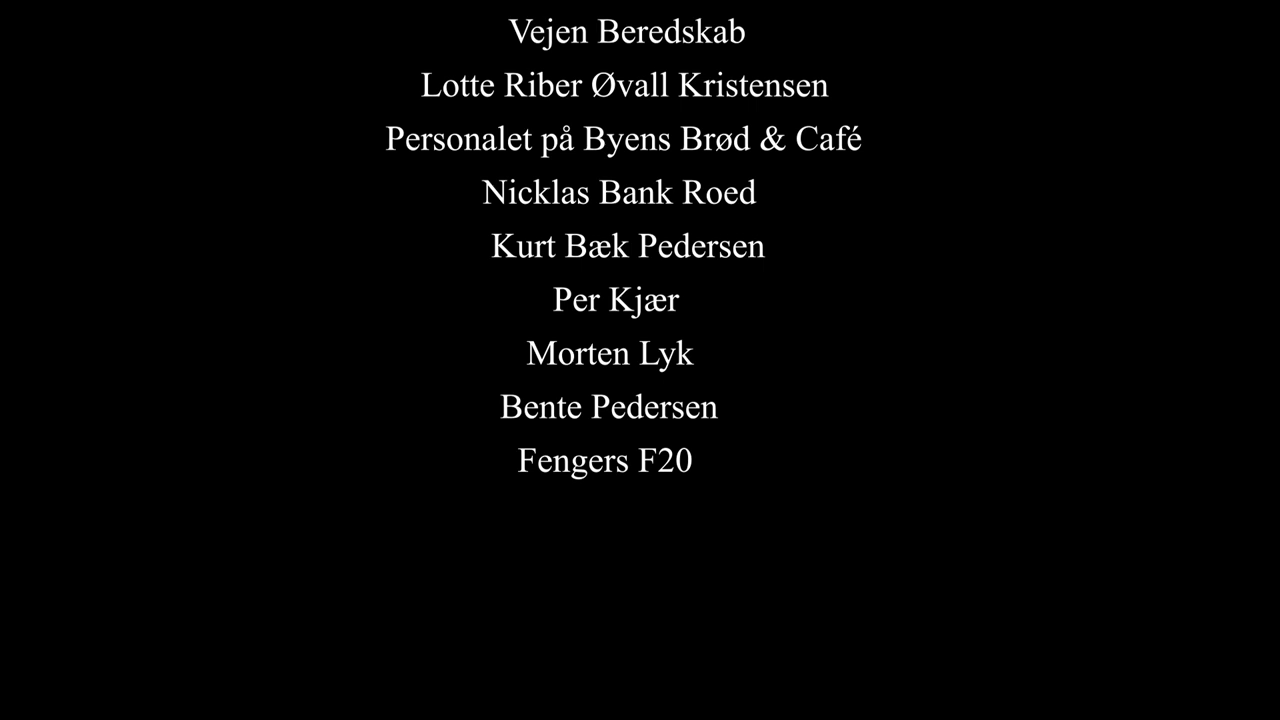 Vejen Beredskab
Lotte Riber Øvall Kristensen
Personalet på Byens Brød & Café
Nicklas Bank Roed
Kurt Bæk Pedersen
Per Kjær
Morten Lyk
Bente Pedersen
Fengers F20